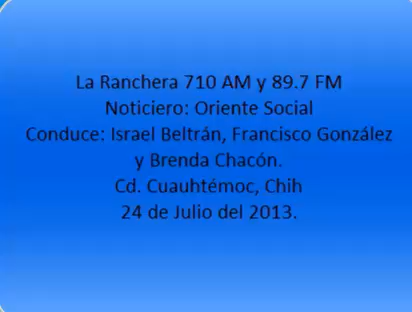 La Ranchera 710 AM y 89.7 FM
Noticiero: Oriente Social
Conduce: Israel Beltrán, Francisco González
y Brenda Chacón.
Cd. Cuauhtémoc, Chih
24 de Julio del 2013.